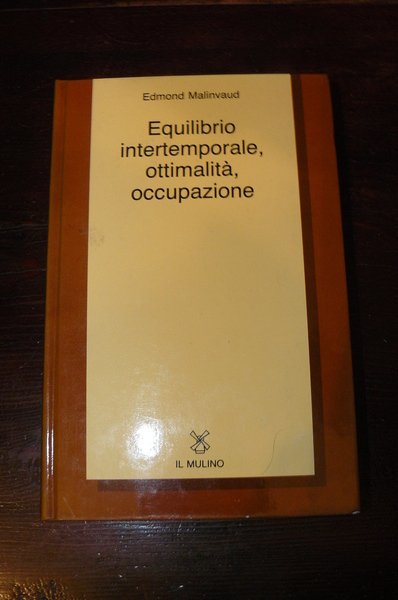 Edmond Malinvaud
Equilibrio
intertemporale,
ottimalità,
occupazione
IL MULINO